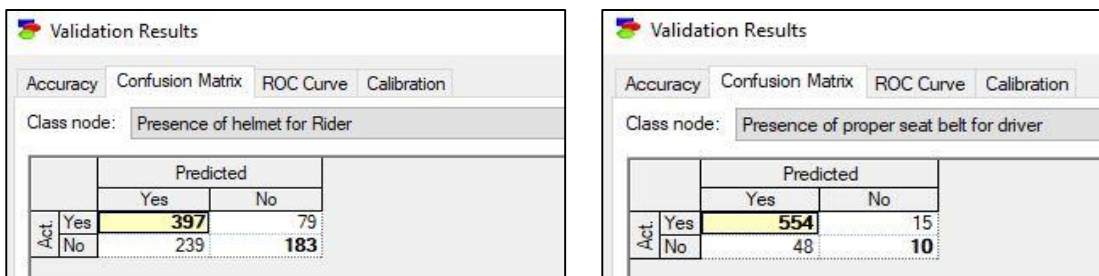 Validation Results
Accuracy Confusion Matrix ROC Curve Calibration
Class node: Presence of helmet for Rider
Predicted
Yes No
Act. Yes 397 79
No 239 183
Validation Results
Accuracy Confusion Matrix ROC Curve Calibration
Class node: Presence of proper seat belt for driver
Predicted
Yes No
Act. Yes 554 15
No 48 10